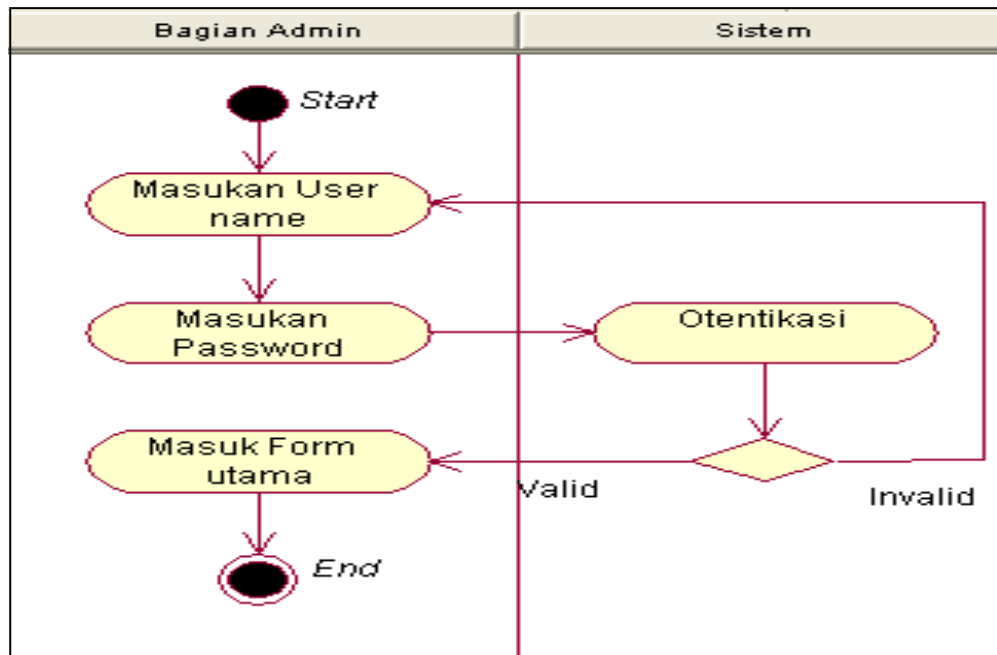 Bagian Admin
Sistem
Start
Masukan User
name
Masukan
Password
Otentikasi
Masuk Form
utama
Valid
Invalid
End